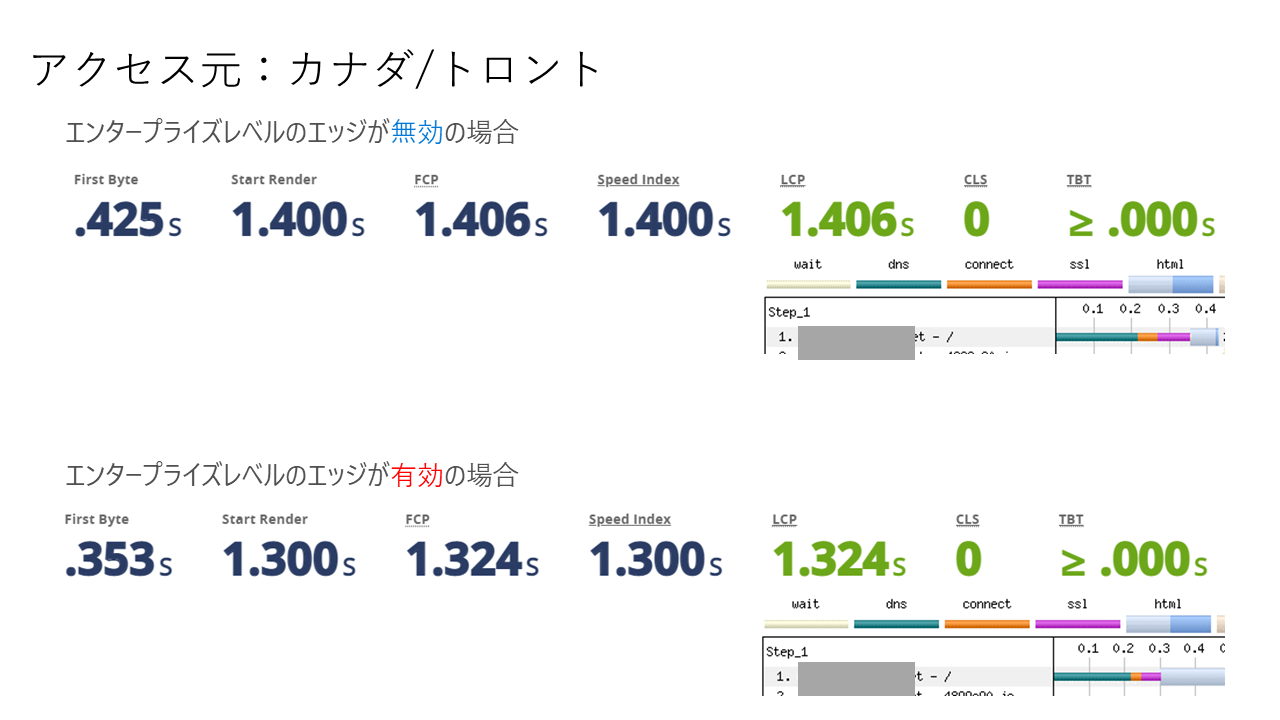 アクセス元：カナダ/トロント
エンタープライズレベルのエッジが無効の場合
First Byte Start Render FCP Speed Index LCP CLS TBT
.425s 1.400s 1.406s 1.400s 1.406s 0 ≥ .000s
wait dns connect ssl html
Step_1 0.1 0.2 0.3 0.4
1. et - /
エンタープライズレベルのエッジが有効の場合
First Byte Start Render FCP Speed Index LCP CLS TBT
.353s 1.300s 1.324s 1.300s 1.324s 0 ≥ .000s
wait dns connect ssl html
Step_1 0.1 0.2 0.3 0.4
1. t - /